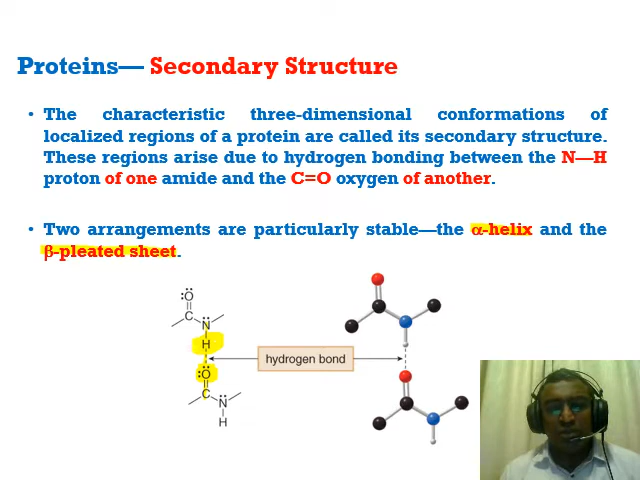 Proteins— Secondary Structure
• The characteristic three-dimensional conformations of
localized regions of a protein are called its secondary structure.
These regions arise due to hydrogen bonding between the N—H
proton of one amide and the C=O oxygen of another.
• Two arrangements are particularly stable—the α-helix and the
β-pleated sheet.
O
C
N
H
hydrogen bond
O
C
N
H